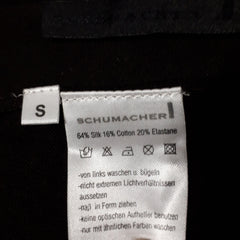 SCHUMACHER
S
SCHUMACHER
64% Silk 16% Cotton 20% Elastane
-von links waschen u. bügeln
-nicht extremen Lichtverhältnissen
aussetzen
-naß in Form ziehen
-keine optischen Aufheller benutzen
-nur mit ähnlichen Farben waschen